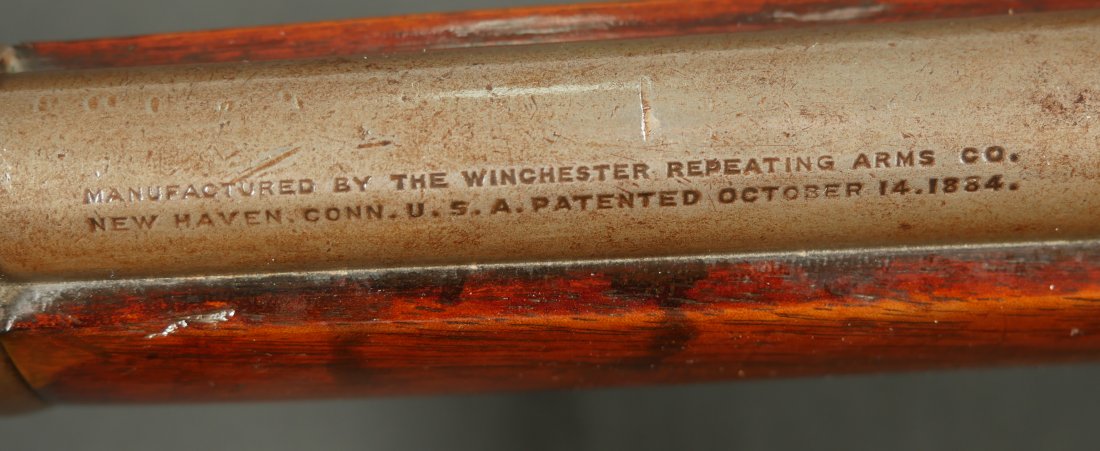 MANUFACTURED BY THE WINCHESTER REPEATING ARMS CO.
NEW HAVEN. CONN. U. S. A. PATENTED OCTOBER 14. 1884.